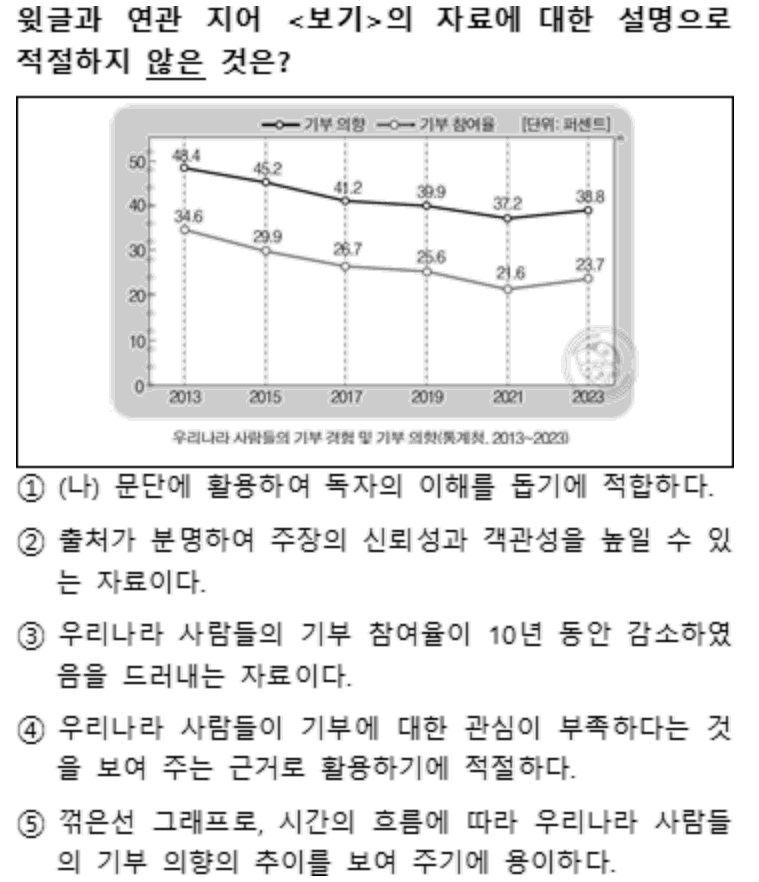 윗글과 연관 지어 <보기>의 자료에 대한 설명으로
적절하지 않은 것은?
기부 의향 기부 참여율 [단위: 퍼센트]
50
40
30
20
10
0
48.4 45.2 41.2 39.9 37.2 38.8
34.6 29.9 26.7 25.6 21.6 23.7
2013 2015 2017 2019 2021 2023
우리나라 사람들의 기부 경험 및 기부 의향(통계청, 2013~2023)
① (나) 문단에 활용하여 독자의 이해를 돕기에 적합하다.
② 출처가 분명하여 주장의 신뢰성과 객관성을 높일 수 있
는 자료이다.
③ 우리나라 사람들의 기부 참여율이 10년 동안 감소하였
음을 드러내는 자료이다.
④ 우리나라 사람들이 기부에 대한 관심이 부족하다는 것
을 보여 주는 근거로 활용하기에 적절하다.
⑤ 꺾은선 그래프로, 시간의 흐름에 따라 우리나라 사람들
의 기부 의향의 추이를 보여 주기에 용이하다.